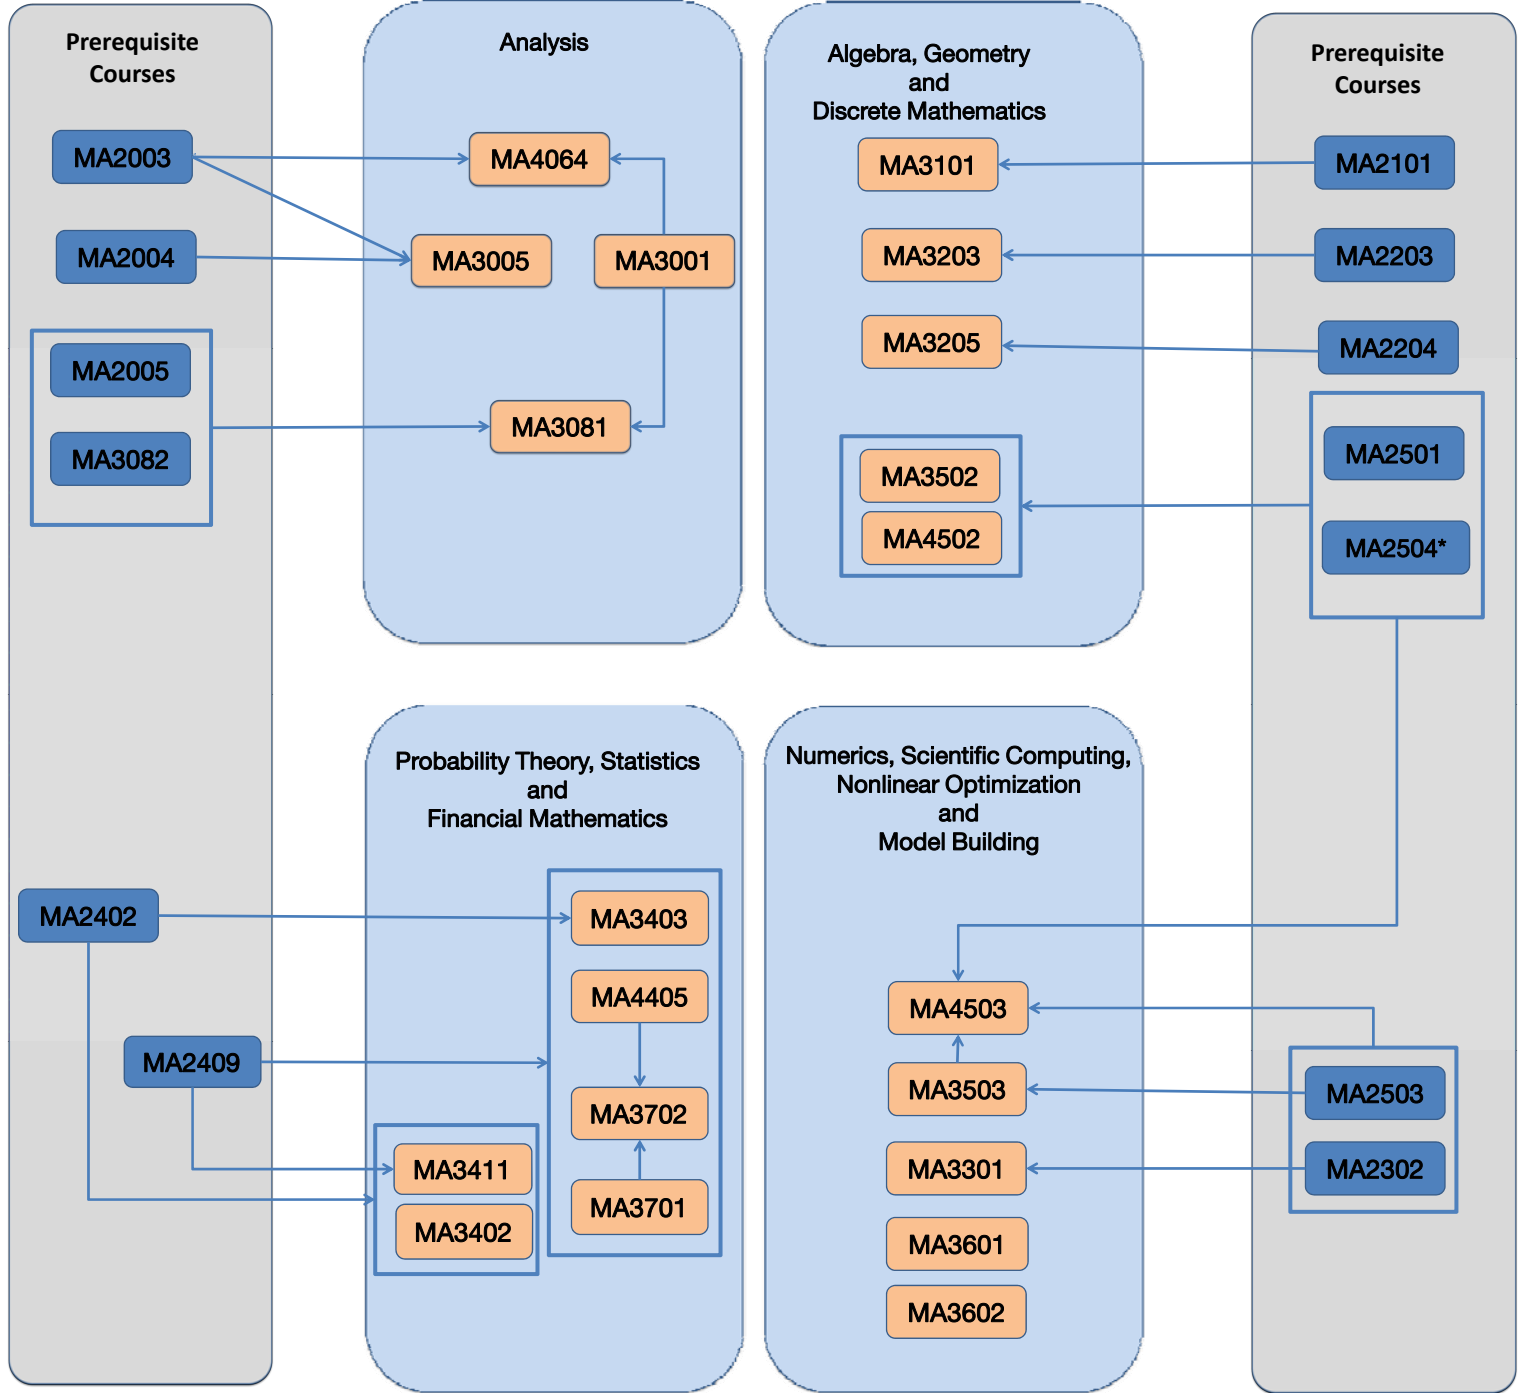 Prerequisite
Courses
MA2003
MA2004
MA2005
MA3082
MA2402
MA2409
Analysis
MA4064
MA3005
MA3001
MA3081
Algebra, Geometry
and
Discrete Mathematics
MA3101
MA3203
MA3205
MA3502
MA4502
Prerequisite
Courses
MA2101
MA2203
MA2204
MA2501
MA2504*
MA2503
MA2302
Probability Theory, Statistics
and
Financial Mathematics
MA3403
MA4405
MA3702
MA3701
MA3411
MA3402
Numerics, Scientific Computing,
Nonlinear Optimization
and
Model Building
MA4503
MA3503
MA3301
MA3601
MA3602